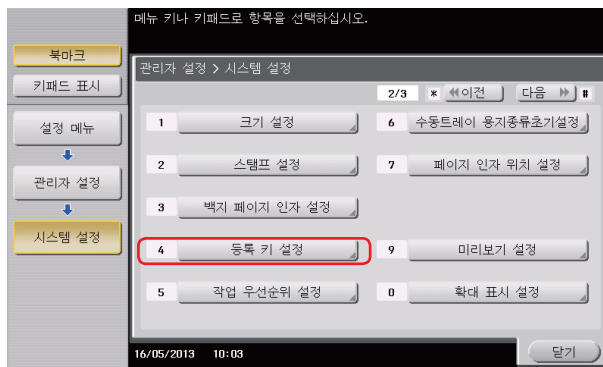 메뉴 키나 키패드로 항목을 선택하십시오.
북마크
키패드 표시
설정 메뉴
관리자 설정
시스템 설정
관리자 설정 > 시스템 설정
2/3 * 이전 다음 #
1 크기 설정
6 수동트레이 용지종류초기설정
2 스탬프 설정
7 페이지 인자 위치 설정
3 백지 페이지 인자 설정
4 등록 키 설정
9 미리보기 설정
5 작업 우선순위 설정
0 확대 표시 설정
16/05/2013 10:03
닫기